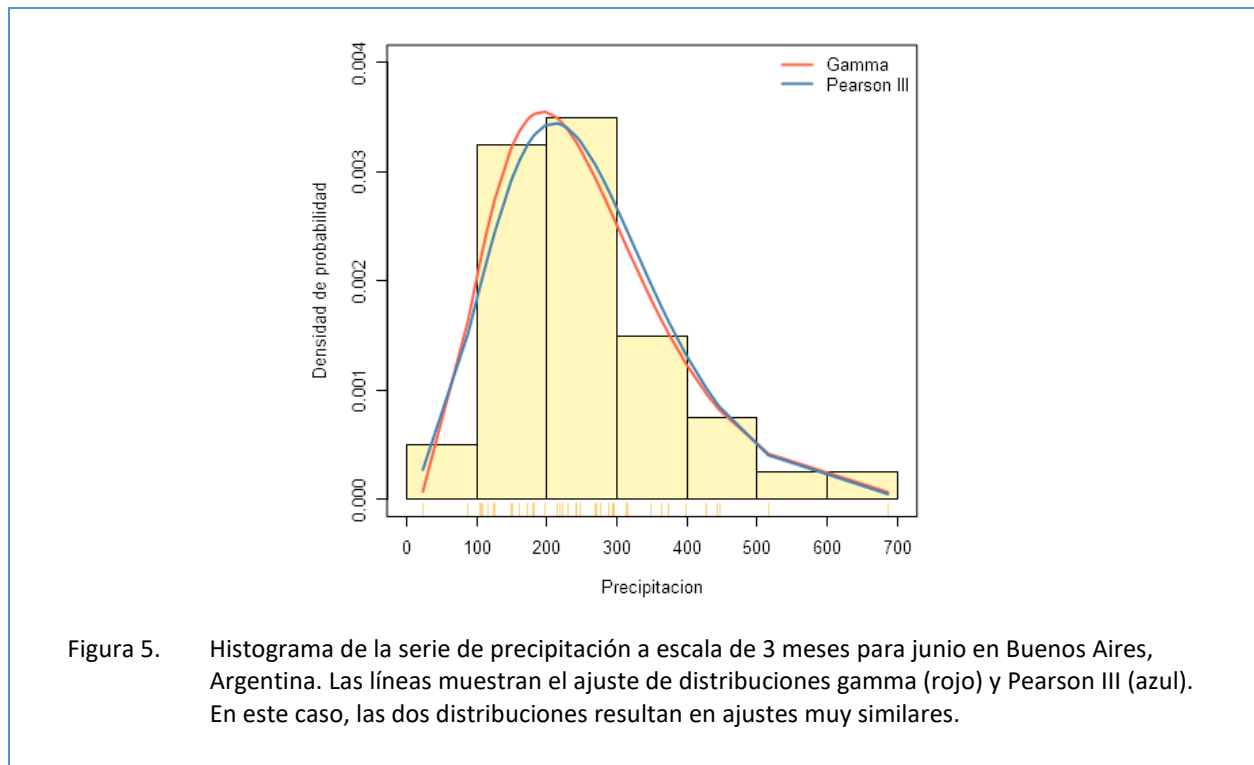 Gamma
Pearson III
0.004
0.003
0.002
0.001
0.000
Densidad de probabilidad
0 100 200 300 400 500 600 700
Precipitacion
Figura 5. Histograma de la serie de precipitación a escala de 3 meses para junio en Buenos Aires,
Argentina. Las líneas muestran el ajuste de distribuciones gamma (rojo) y Pearson III (azul).
En este caso, las dos distribuciones resultan en ajustes muy similares.